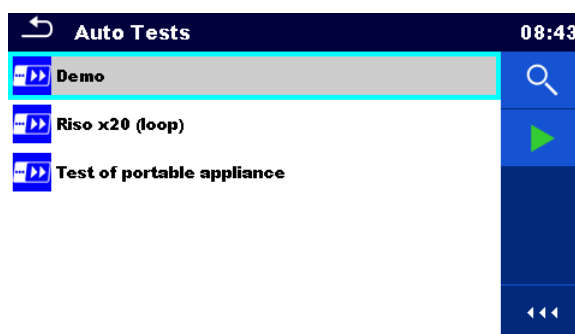 Auto Tests 08:43
Demo
Riso x20 (loop)
Test of portable appliance